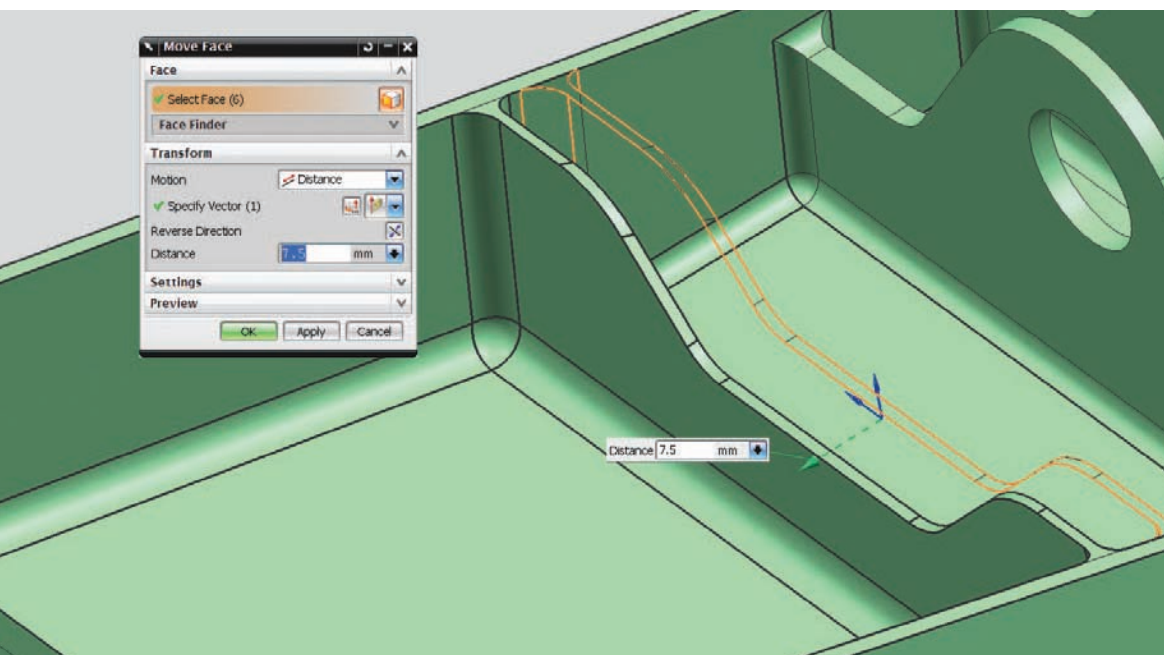 Move Face
Face
Select Face (6)
Face Finder
Transform
Motion Distance
Specify Vector (1)
Reverse Direction
Distance 7.5 mm
Settings
Preview
OK Apply Cancel
Distance 7.5 mm